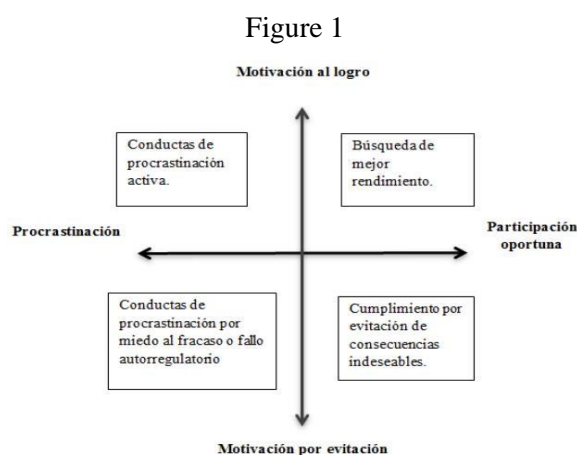 Figure 1
Motivación al logro
Conductas de
procrastinación
activa.
Búsqueda de
mejor
rendimiento.
Procrastinación
Participación
oportuna
Conductas de
procrastinación por
miedo al fracaso o fallo
autorregulatorio
Cumplimiento por
evitación de
consecuencias
indeseables.
Motivación por evitación